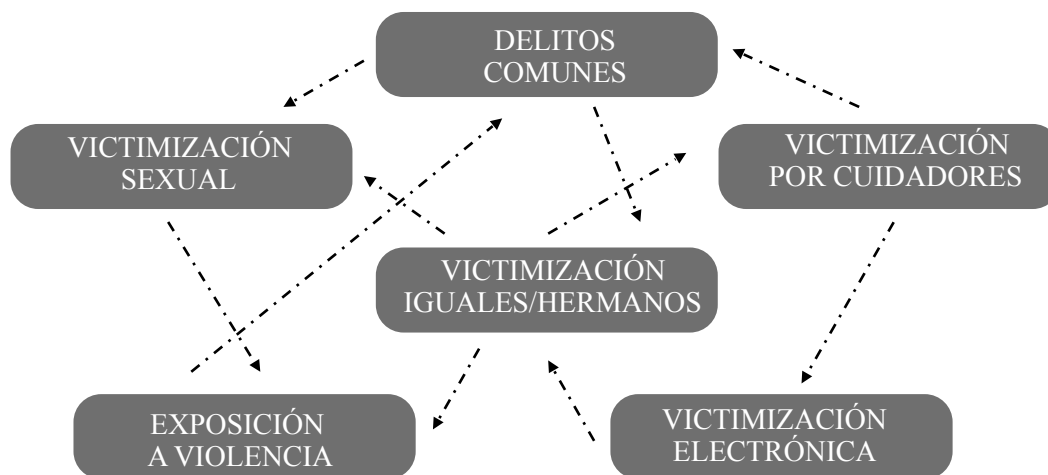 DELITOS
COMUNES
VICTIMIZACIÓN
SEXUAL
VICTIMIZACIÓN
POR CUIDADORES
VICTIMIZACIÓN
IGUALES/HERMANOS
EXPOSICIÓN
A VIOLENCIA
VICTIMIZACIÓN
ELECTRÓNICA